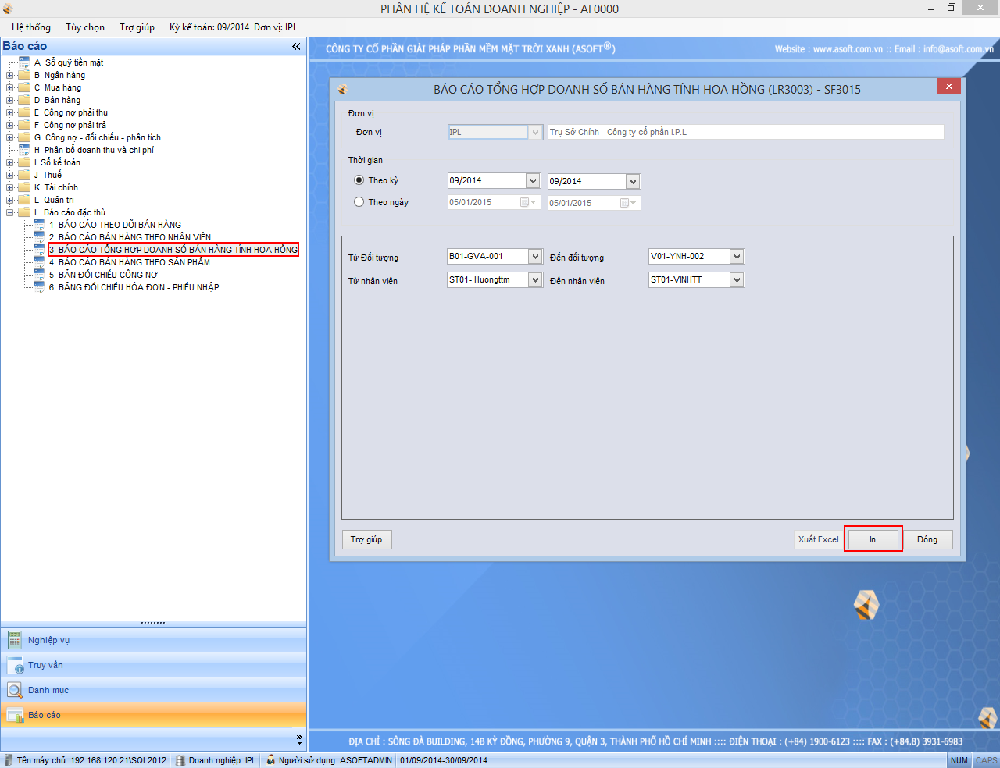 PHÂN HỆ KẾ TOÁN DOANH NGHIỆP - AF0000
Hệ thống Tùy chọn Trợ giúp Kỳ kế toán: 09/2014 Đơn vị: IPL
Báo cáo
A Sổ quỹ tiền mặt
B Ngân hàng
C Mua hàng
D Bán hàng
E Công nợ phải thu
F Công nợ phải trả
G Công nợ - đối chiếu - phân tích
H Phân bổ doanh thu và chi phí
I Sổ kế toán
J Thuế
K Tài chính
L Quản trị
L Báo cáo đặc thù
1 BÁO CÁO THEO DÕI BÁN HÀNG
2 BÁO CÁO BÁN HÀNG THEO NHÂN VIÊN
3 BÁO CÁO TỔNG HỢP DOANH SỐ BÁN HÀNG TÍNH HOA HỒNG
4 BÁO CÁO BÁN HÀNG THEO SẢN PHẨM
5 BẢN ĐỐI CHIẾU CÔNG NỢ
6 BẢNG ĐỐI CHIẾU HÓA ĐƠN - PHIẾU NHẬP
Nghiệp vụ
Truy vấn
Danh mục
Báo cáo
CÔNG TY CỔ PHẦN GIẢI PHÁP PHẦN MỀM MẶT TRỜI XANH (ASOFT®)
Website : www.asoft.com.vn :: Email : info@asoft.com.vn
BÁO CÁO TỔNG HỢP DOANH SỐ BÁN HÀNG TÍNH HOA HỒNG (LR3003) - SF3015
Đơn vị
Đơn vị IPL Trụ Sở Chính - Công ty cổ phần I.P.L
Thời gian
Theo kỳ 09/2014 09/2014
Theo ngày 05/01/2015 05/01/2015
Từ Đối tượng B01-GVA-001 Đến đối tượng V01-YNH-002
Từ nhân viên ST01- Huongttm Đến nhân viên ST01-VINHTT
Trợ giúp Xuất Excel In Đóng
ĐỊA CHỈ : SÔNG ĐÀ BUILDING, 14B KỲ ĐỒNG, PHƯỜNG 9, QUẬN 3, THÀNH PHỐ HỒ CHÍ MINH :::: ĐIỆN THOẠI : (+84) 1900-6123 :::: FAX : (+84.8) 3931-6983
Tên máy chủ: 192.168.120.21\SQL2012 Doanh nghiệp: IPL Người sử dụng: ASOFTADMIN 01/09/2014-30/09/2014 NUM CAPS